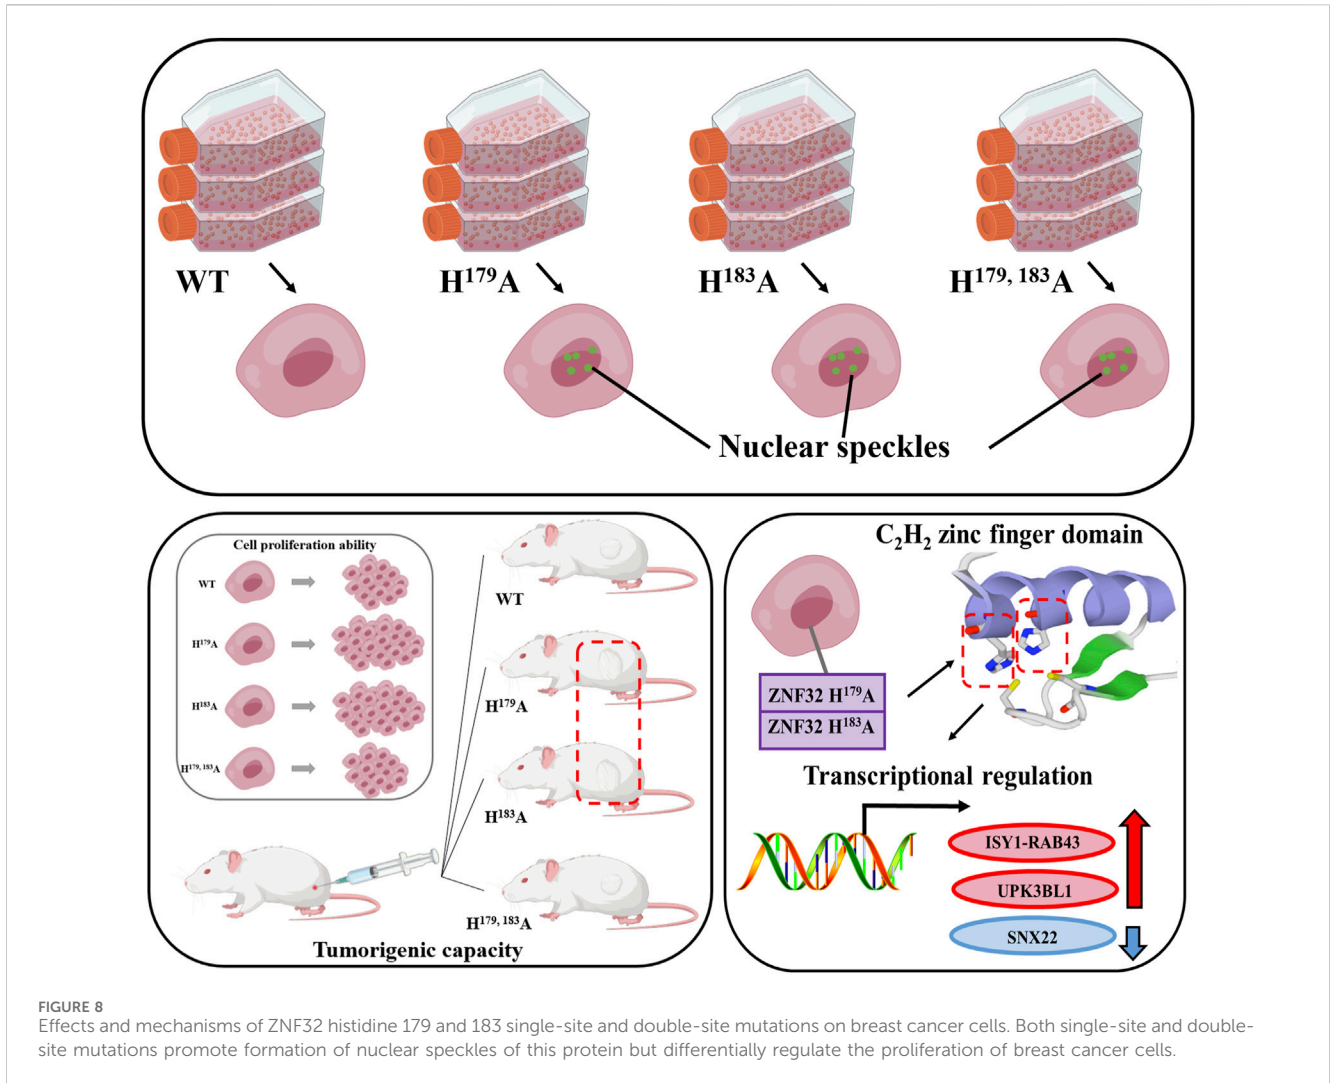 WT
H¹⁷⁹A
H¹⁸³A
H¹⁷⁹, ¹⁸³A
Nuclear speckles
Cell proliferation ability
WT
H¹⁷⁹A
H¹⁸³A
H¹⁷⁹, ¹⁸³A
WT
H¹⁷⁹A
H¹⁸³A
H¹⁷⁹, ¹⁸³A
Tumorigenic capacity
C₂H₂ zinc finger domain
ZNF32 H¹⁷⁹A
ZNF32 H¹⁸³A
Transcriptional regulation
ISY1-RAB43
UPK3BL1
SNX22
FIGURE 8
Effects and mechanisms of ZNF32 histidine 179 and 183 single-site and double-site mutations on breast cancer cells. Both single-site and double-
site mutations promote formation of nuclear speckles of this protein but differentially regulate the proliferation of breast cancer cells.